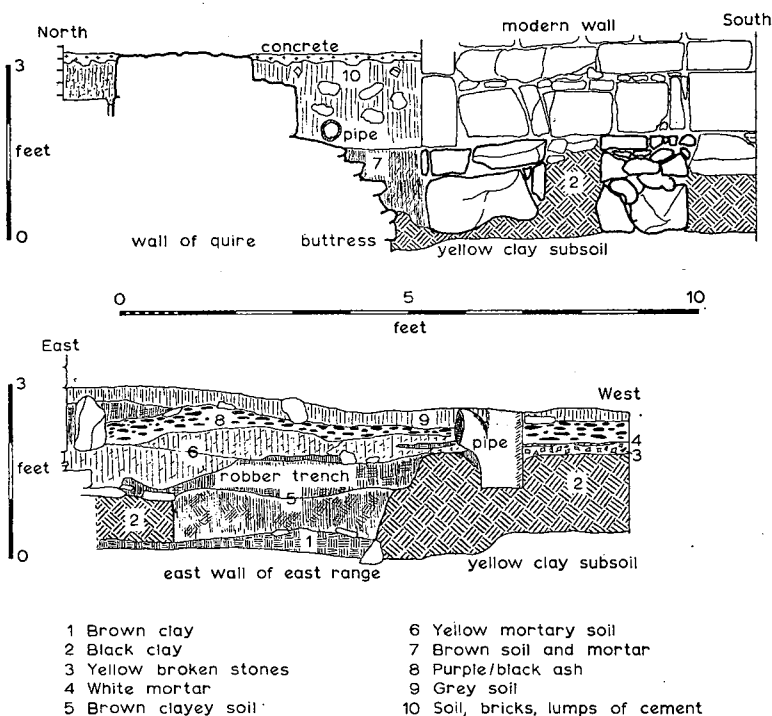 North
concrete
modern wall
South
3
10
pipe
feet
7
2
0
wall of quire buttress yellow clay subsoil
0 5 10
feet
East
3
West
8
9
pipe
4
6
3
feet
robber trench
2
5
2
1
0
east wall of east range
yellow clay subsoil
1 Brown clay
2 Black clay
3 Yellow broken stones
4 White mortar
5 Brown clayey soil
6 Yellow mortary soil
7 Brown soil and mortar
8 Purple/black ash
9 Grey soil
10 Soil, bricks, lumps of cement